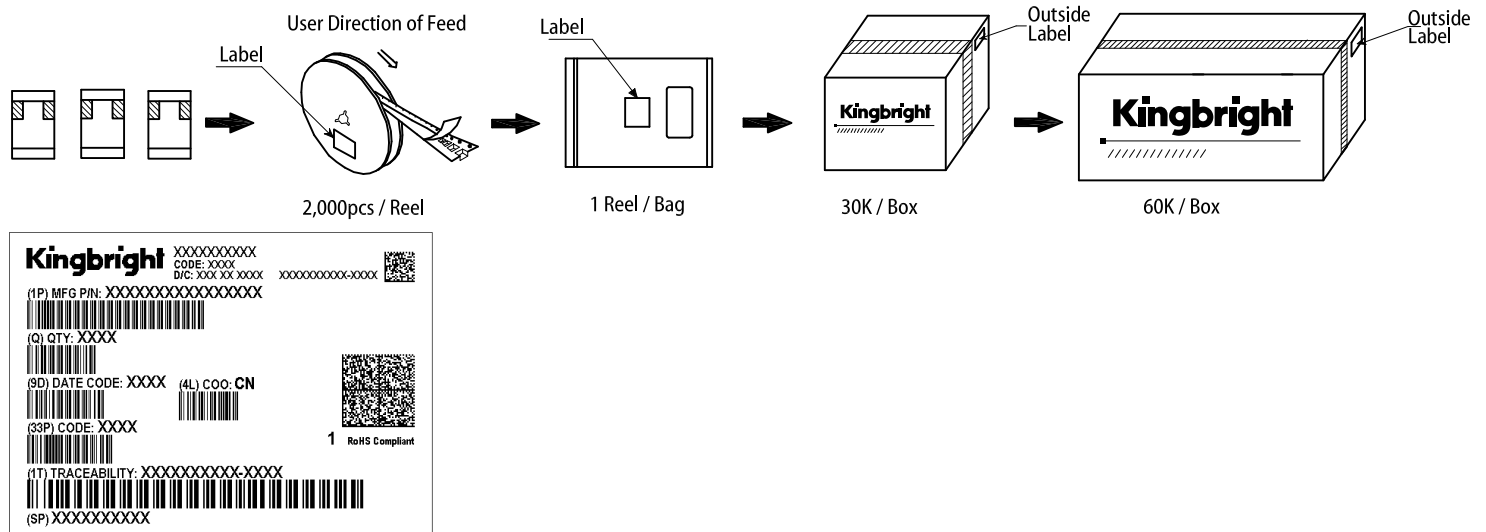 User Direction of Feed
Label
Label
Outside
Label
Outside
Label
Kingbright
Kingbright
2,000pcs / Reel
1 Reel / Bag
30K / Box
60K / Box
Kingbright
XXXXXXXXXX
CODE: XXXX
D/C: XXX XX XXXX XXXXXXXXXX-XXXX
(1P) MFG P/N: XXXXXXXXXXXXXXXX
(Q) QTY: XXXX
(9D) DATE CODE: XXXX (4L) COO: CN
(33P) CODE: XXXX
1 RoHS Compliant
(1T) TRACEABILITY: XXXXXXXXXX-XXXX
(SP) XXXXXXXXXX